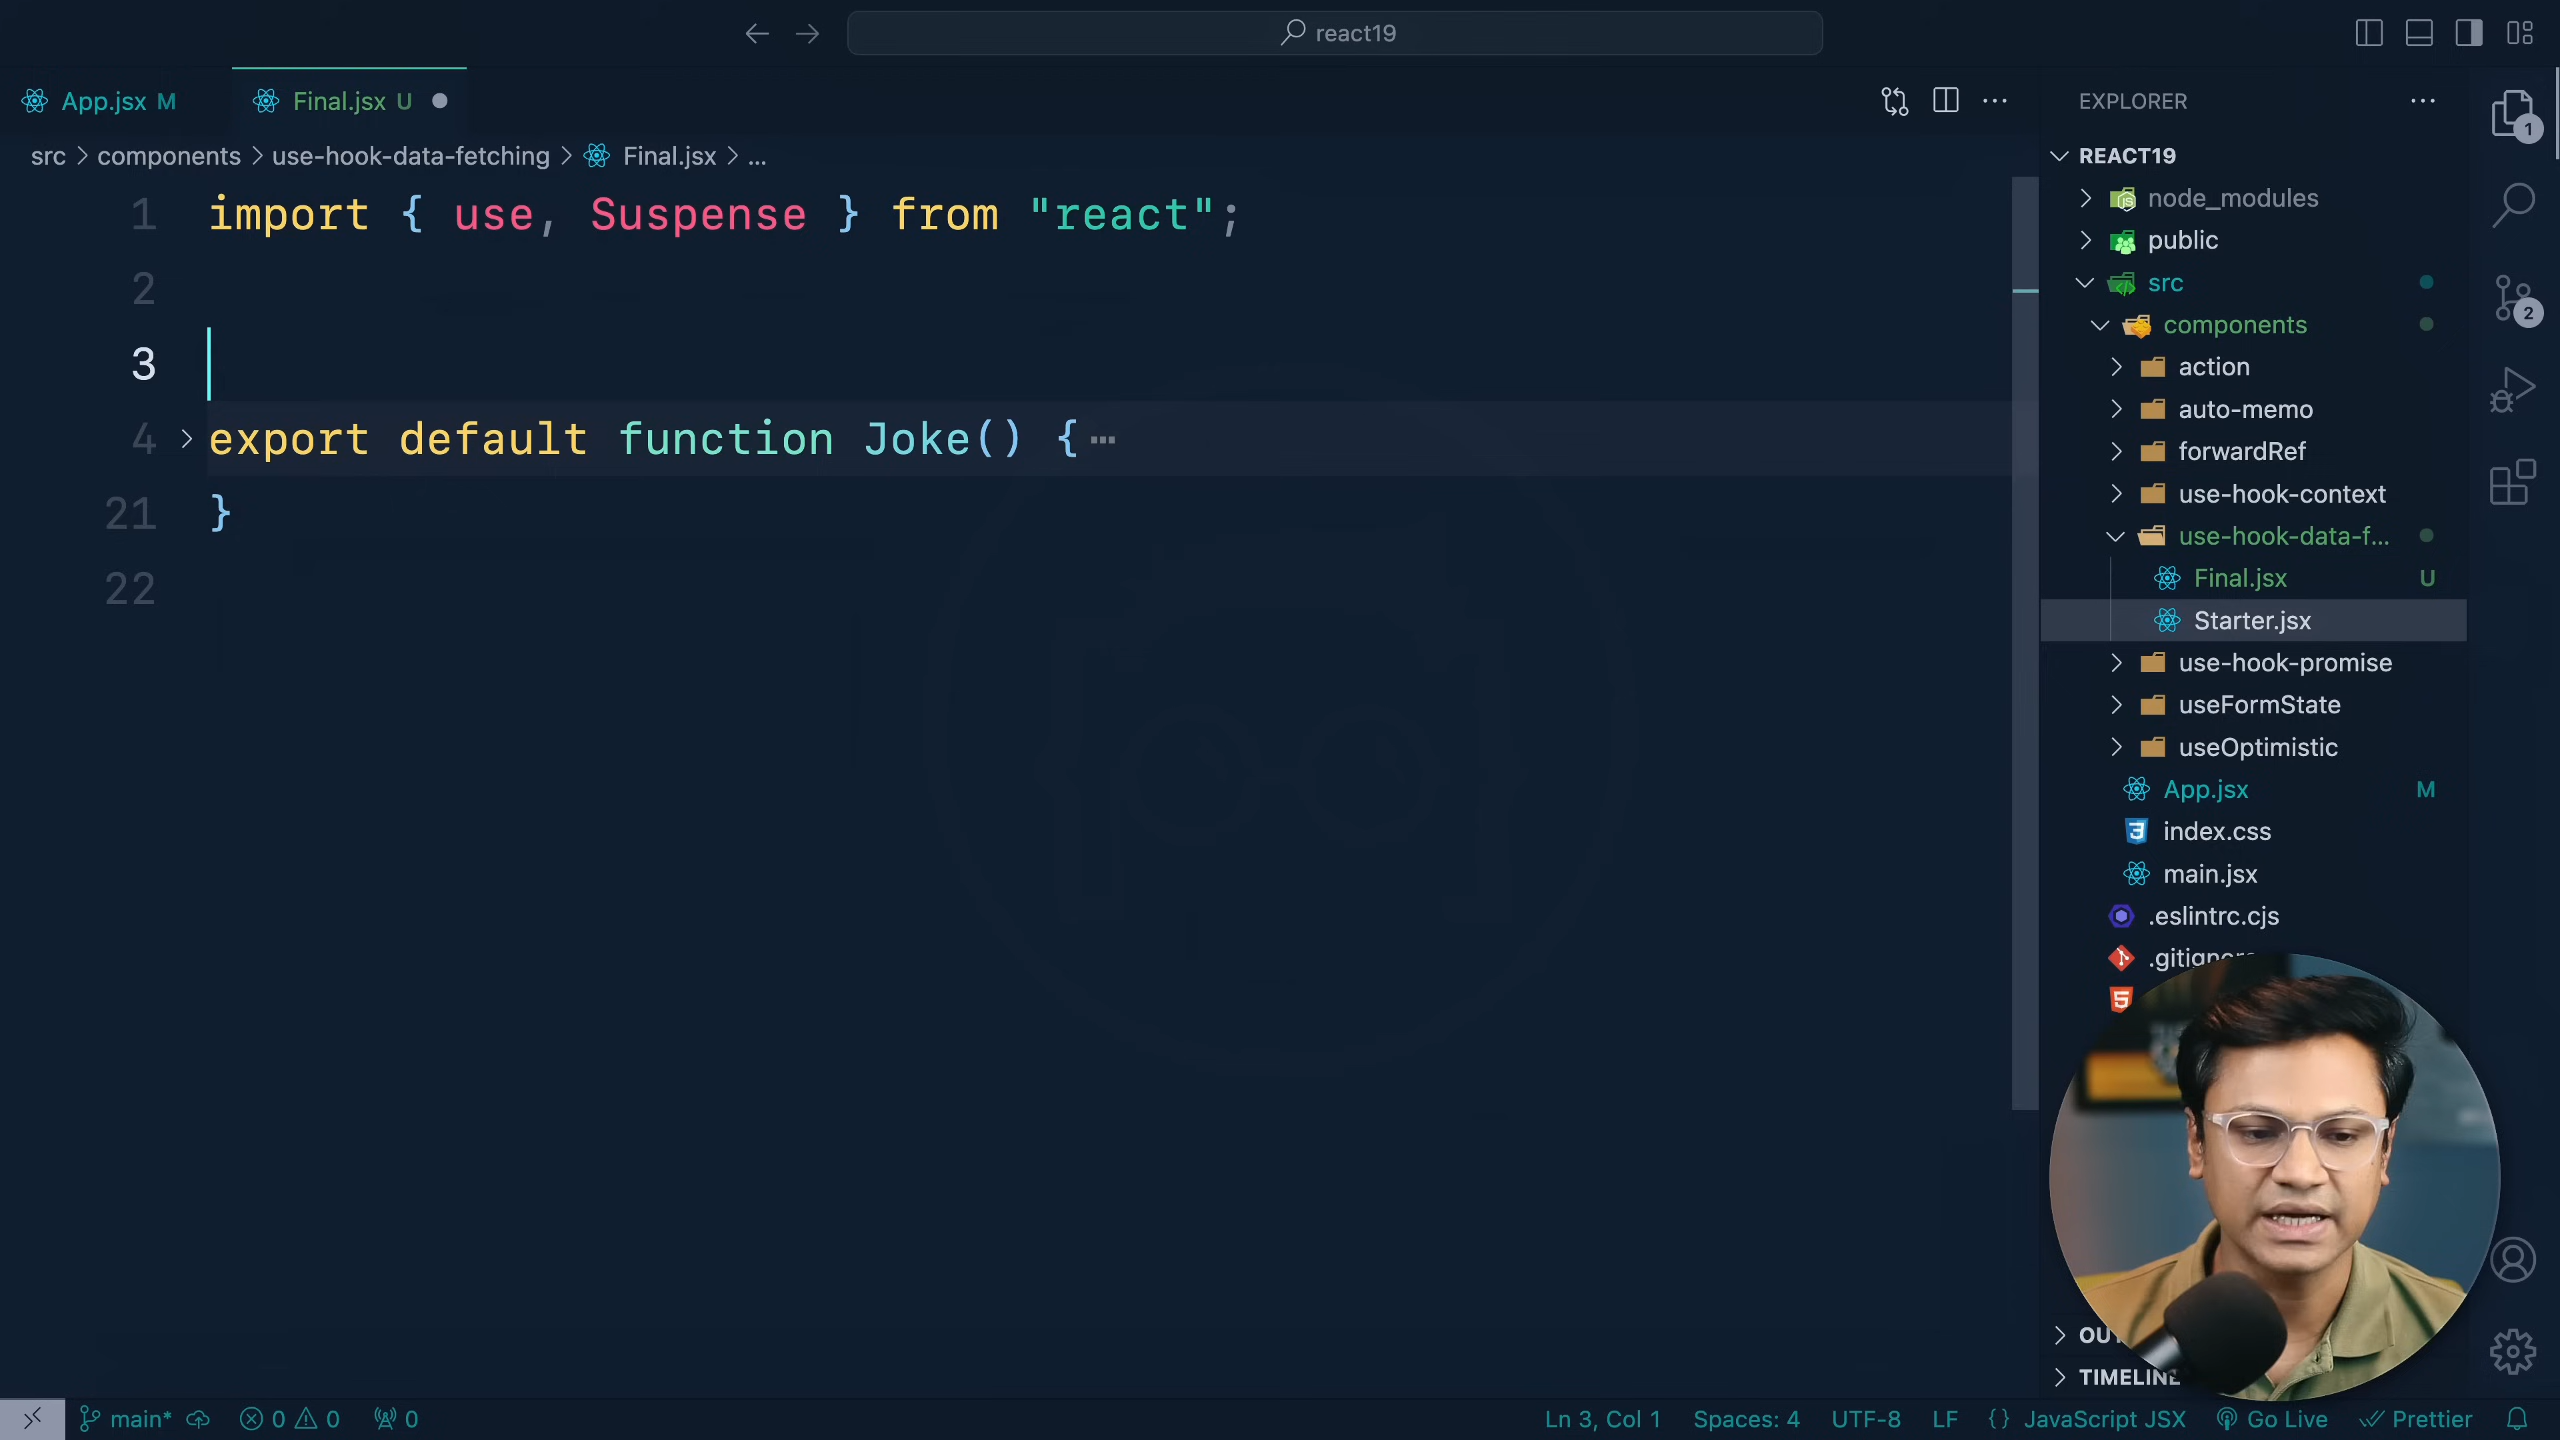 react19
App.jsx M
Final.jsx U
src > components > use-hook-data-fetching > Final.jsx > ...
1 import { use, Suspense } from "react";
2
3
4 export default function Joke() { ⋯
21 }
22
EXPLORER
REACT19
node_modules
public
src
components
action
auto-memo
forwardRef
use-hook-context
use-hook-data-f...
Final.jsx U
Starter.jsx
use-hook-promise
useFormState
useOptimistic
App.jsx M
index.css
main.jsx
.eslintrc.cjs
TIMELINE
1
2
main* 0 0 0 Ln 3, Col 1 Spaces: 4 UTF-8 LF {} JavaScript JSX Go Live Prettier